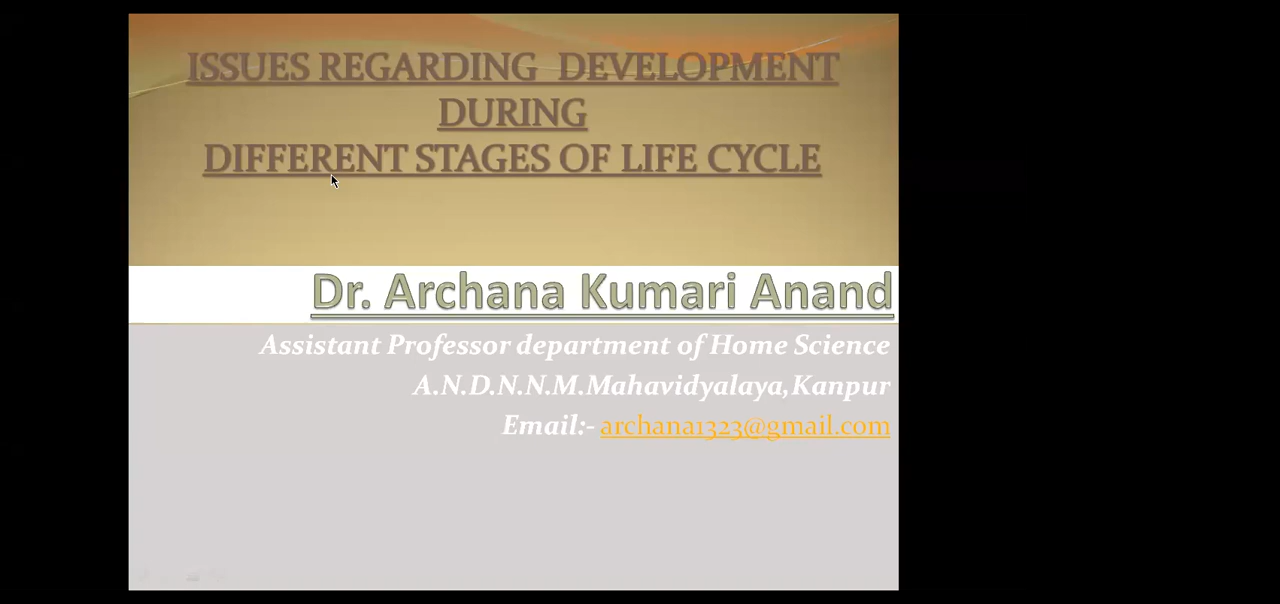 ISSUES REGARDING DEVELOPMENT
DURING
DIFFERENT STAGES OF LIFE CYCLE
Dr. Archana Kumari Anand
Assistant Professor department of Home Science
A.N.D.N.N.M.Mahavidyalaya,Kanpur
Email:- archana1323@gmail.com